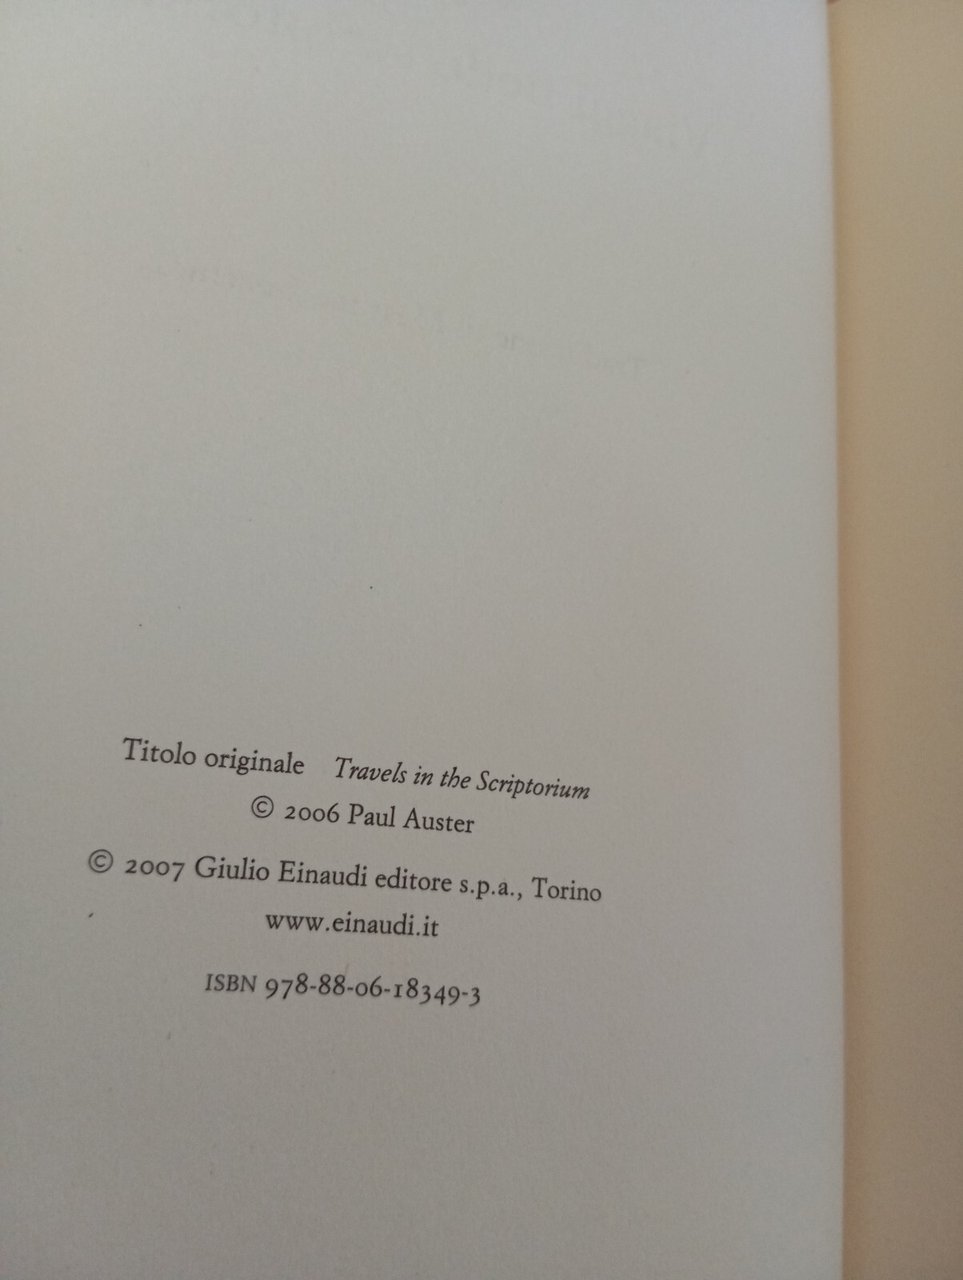 Titolo originale Travels in the Scriptorium
© 2006 Paul Auster
© 2007 Giulio Einaudi editore s.p.a., Torino
www.einaudi.it
ISBN 978-88-06-18349-3